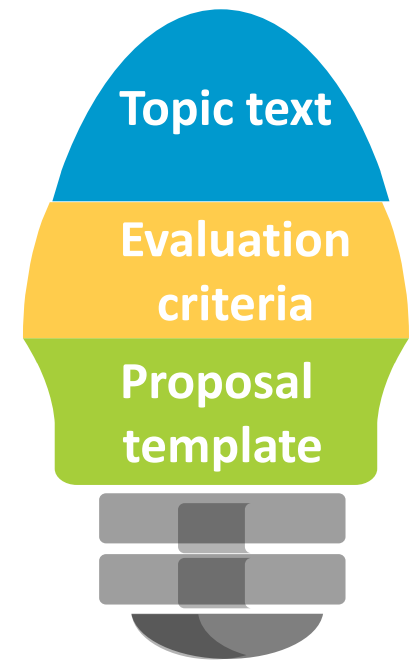 Topic text
Evaluation
criteria
Proposal
template